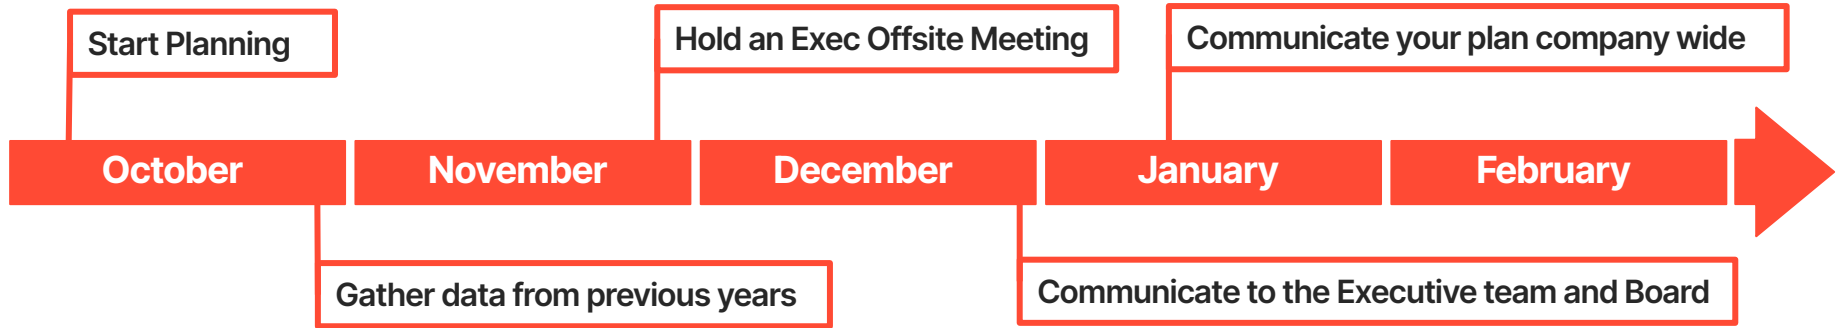 Start Planning
Hold an Exec Offsite Meeting
Communicate your plan company wide
October
November
December
January
February
Gather data from previous years
Communicate to the Executive team and Board